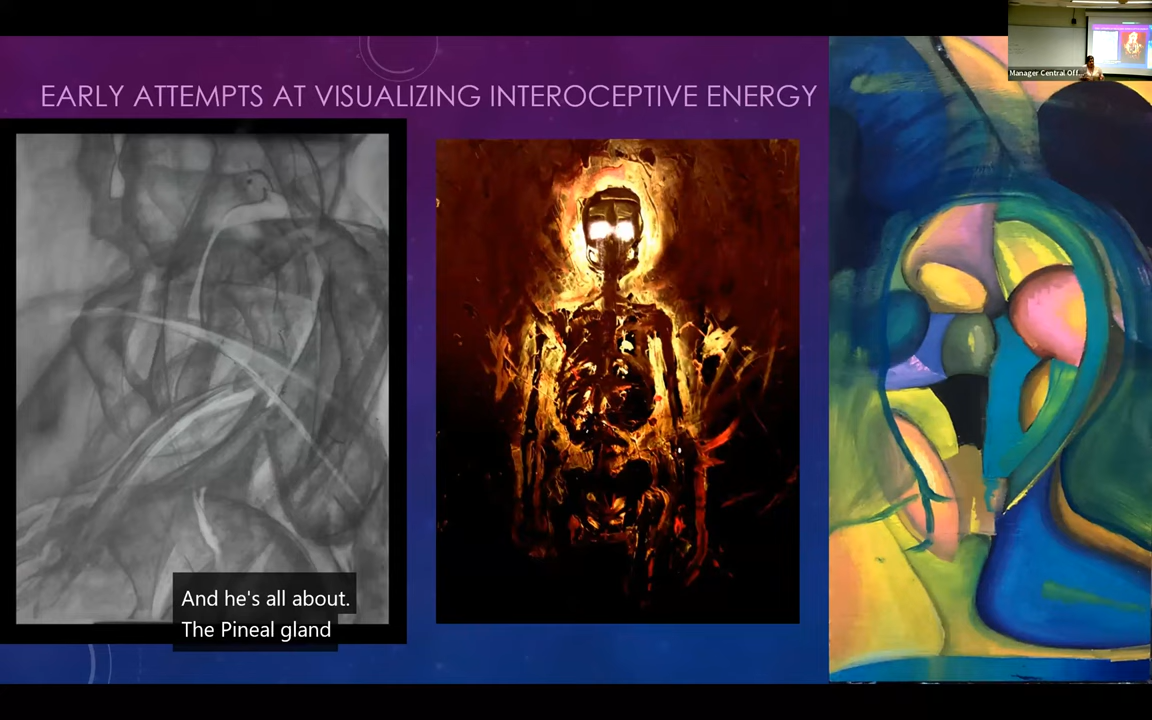 Manager Central Off...
EARLY ATTEMPTS AT VISUALIZING INTEROCEPTIVE ENERGY
And he's all about.
The Pineal gland